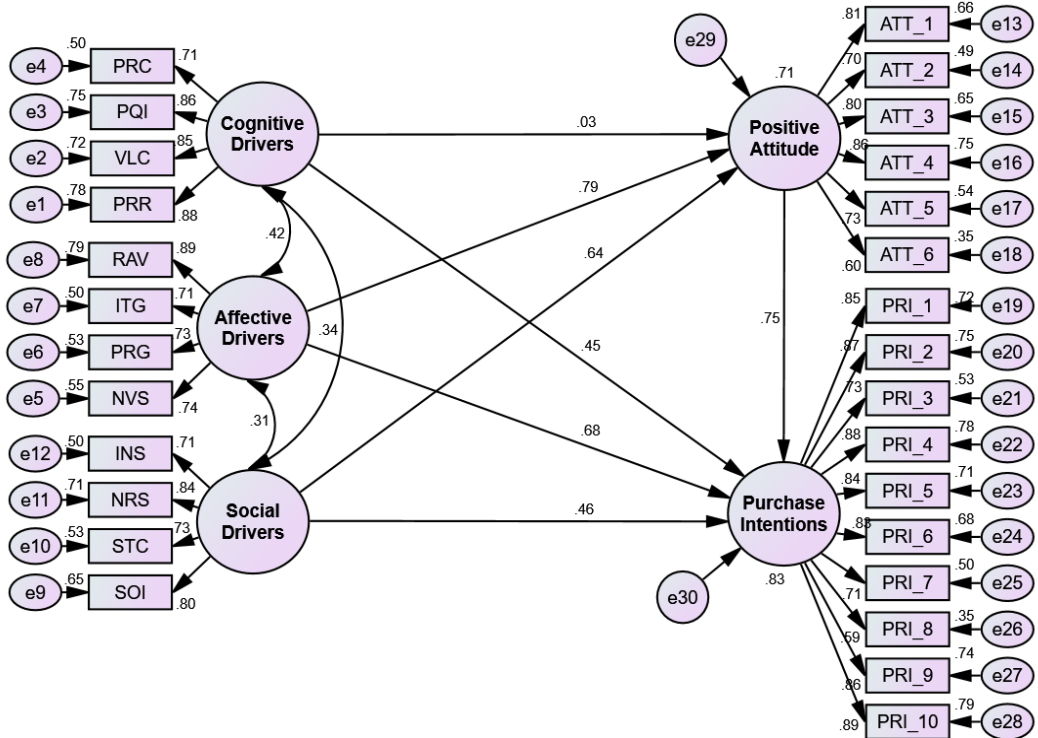 e4 .50 PRC .71
e3 .75 PQI .86
e2 .72 VLC .85
e1 .78 PRR .88
Cognitive
Drivers
e8 .79 RAV .89
e7 .50 ITG .71
e6 .53 PRG .73
e5 .55 NVS .74
Affective
Drivers
e12 .50 INS .71
e11 .71 NRS .84
e10 .53 STC .73
e9 .65 SOI .80
Social
Drivers
.42
.34
.31
.03
.79
.64
.45
.68
.46
.75
e29
.71
Positive
Attitude
.81 ATT_1 .66 e13
.70 ATT_2 .49 e14
.80 ATT_3 .65 e15
.86 ATT_4 .75 e16
.73 ATT_5 .54 e17
.60 ATT_6 .35 e18
Purchase
Intentions
.83
e30
.85 PRI_1 .72 e19
.87 PRI_2 .75 e20
.73 PRI_3 .53 e21
.88 PRI_4 .78 e22
.84 PRI_5 .71 e23
.83 PRI_6 .68 e24
.71 PRI_7 .50 e25
.59 PRI_8 .35 e26
.86 PRI_9 .74 e27
.89 PRI_10 .79 e28